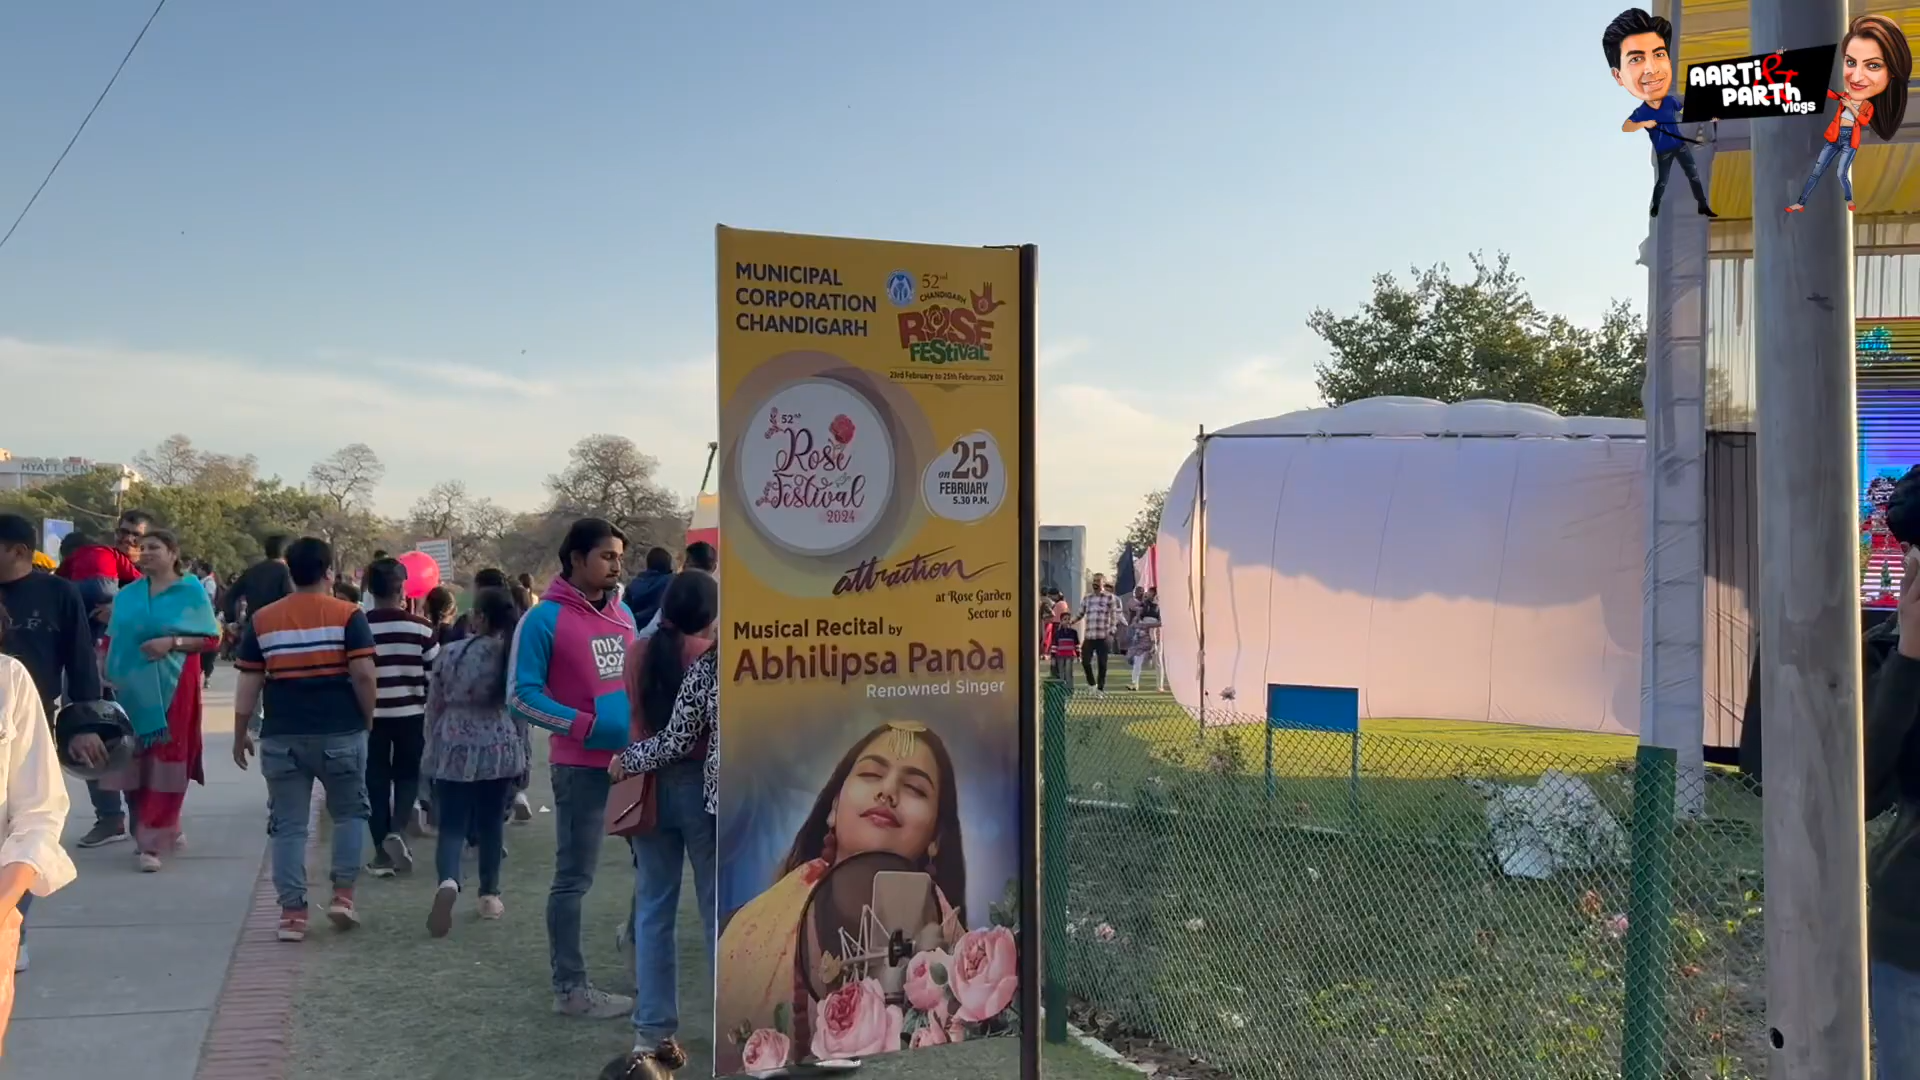 AARTi & PARTh vlogs
MUNICIPAL
CORPORATION
CHANDIGARH
52nd
CHANDIGARH
ROSE
FEStivaL
23rd February to 25th February, 2024
52nd
Rose
Festival
2024
on 25
FEBRUARY
5.30 P.M.
attraction
at Rose Garden
Sector 16
Musical Recital by
Abhilipsa Panda
Renowned Singer
HYATT CENT
mix
box